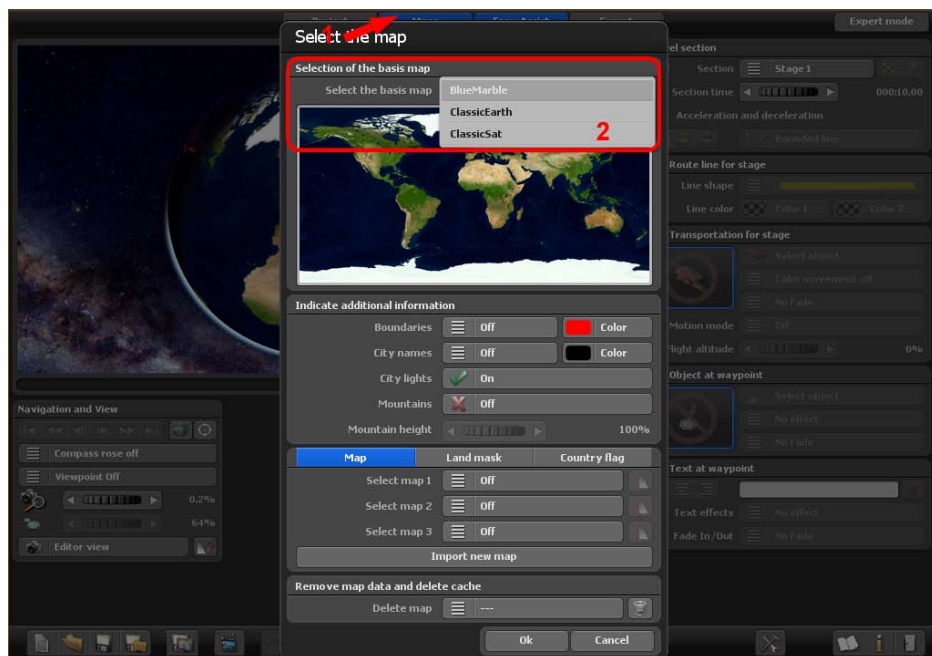 Project Maps Easy Assist Expert
Expert mode
1
Select the map
Selection of the basis map
Select the basis map BlueMarble
ClassicEarth
ClassicSat
2
Indicate additional information
Boundaries Off Color
City names Off Color
City lights On
Mountains Off
Mountain height 100%
Map Land mask Country flag
Select map 1 Off
Select map 2 Off
Select map 3 Off
Import new map
Remove map data and delete cache
Delete map ---
Ok Cancel
Navigation and View
Compass rose off
Viewpoint Off
0.2%
64%
Editor view
el section
Section Stage 1
Section time 000:10.00
Acceleration and deceleration
Rounded line
Route line for stage
Line shape
Line color Color 1 Color 2
Transportation for stage
Select object
Calm movement off
No Fade
Motion mode Off
light altitude 0%
Object at waypoint
Select object
No effect
No Fade
Text at waypoint
Text effects No effect
Fade In/Out No Fade